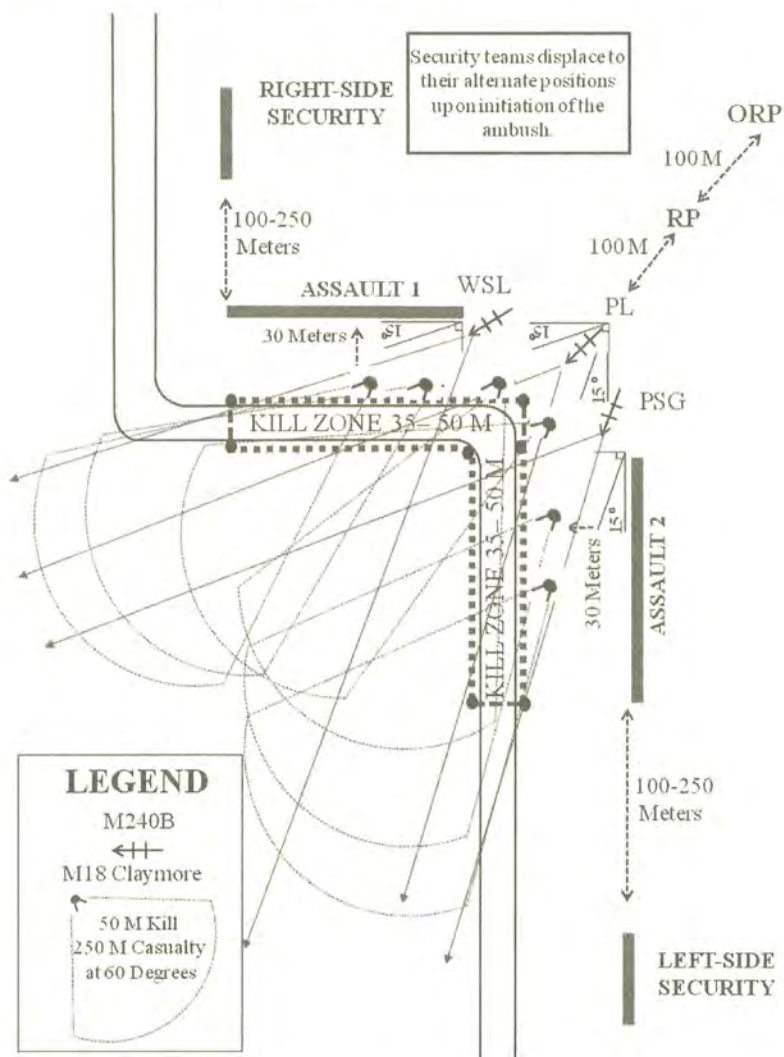 Security teams displace to
their alternate positions
upon initiation of the
ambush.
RIGHT-SIDE
SECURITY
ORP
100 M
RP
100 M
100-250
Meters
ASSAULT 1
WSL
PL
30 Meters
15°
15°
15°
PSG
KILL ZONE 35– 50 M
KILL ZONE 35– 50 M
15°
30 Meters
ASSAULT 2
LEGEND
M240B
M18 Claymore
50 M Kill
250 M Casualty
at 60 Degrees
100-250
Meters
LEFT-SIDE
SECURITY